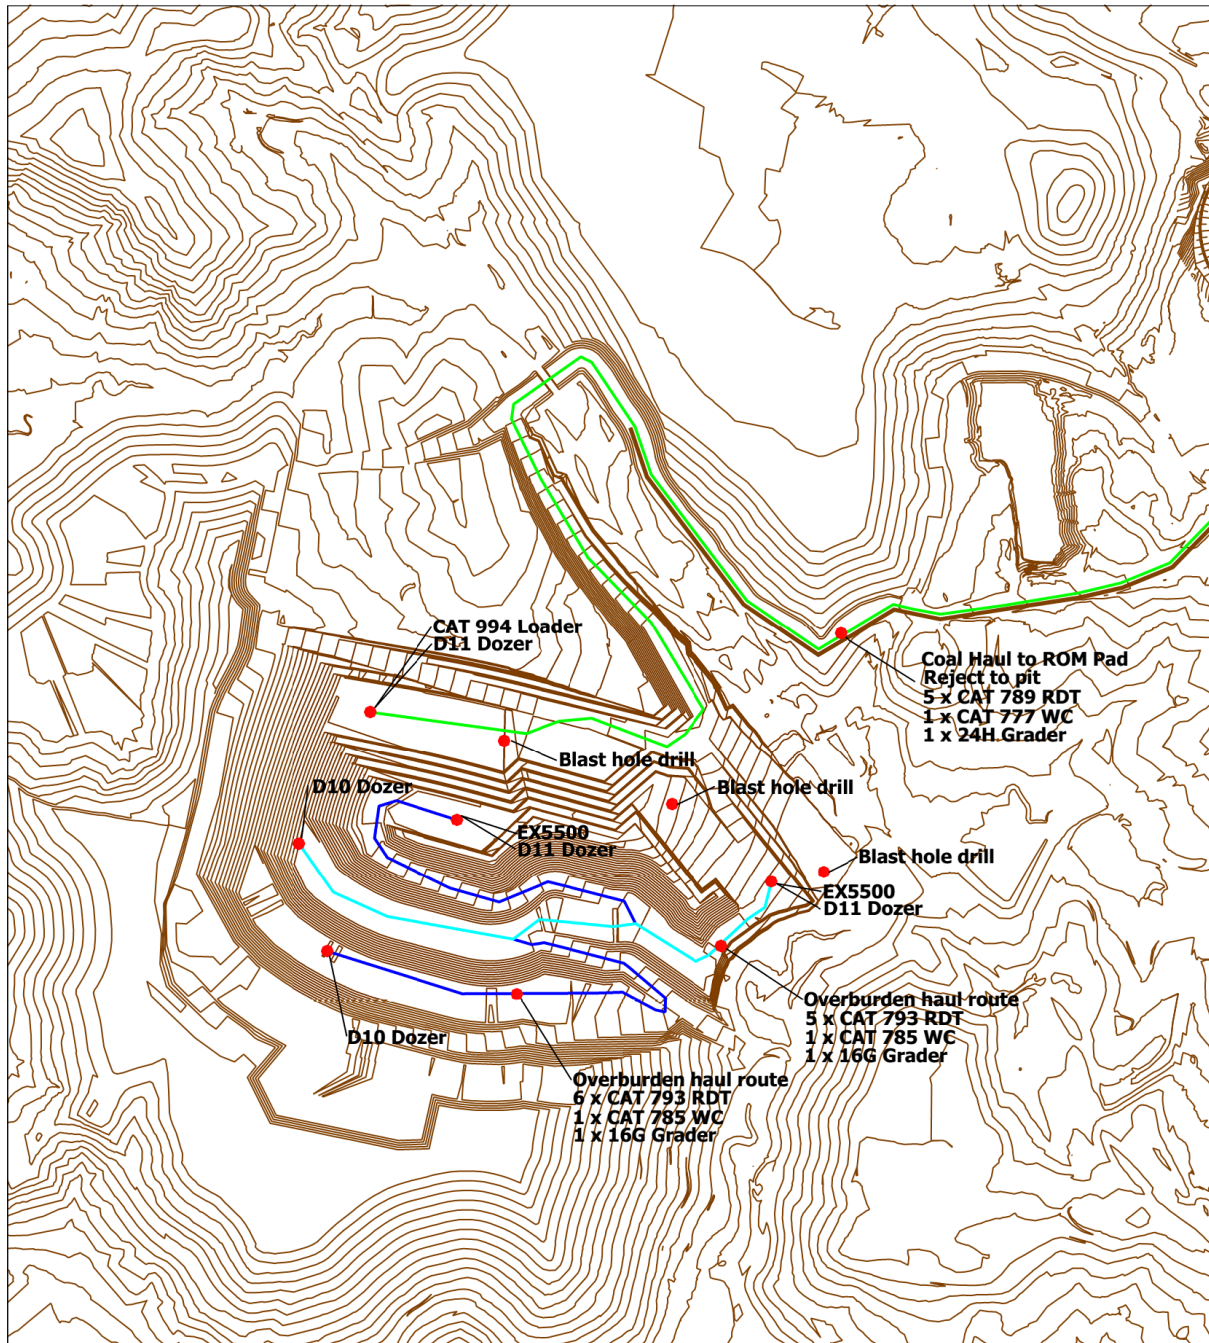 CAT 994 Loader
D11 Dozer
Coal Haul to ROM Pad
Reject to pit
5 x CAT 789 RDT
1 x CAT 777 WC
1 x 24H Grader
Blast hole drill
D10 Dozer
Blast hole drill
EX5500
D11 Dozer
Blast hole drill
EX5500
D11 Dozer
Overburden haul route
5 x CAT 793 RDT
1 x CAT 785 WC
1 x 16G Grader
D10 Dozer
Overburden haul route
6 x CAT 793 RDT
1 x CAT 785 WC
1 x 16G Grader